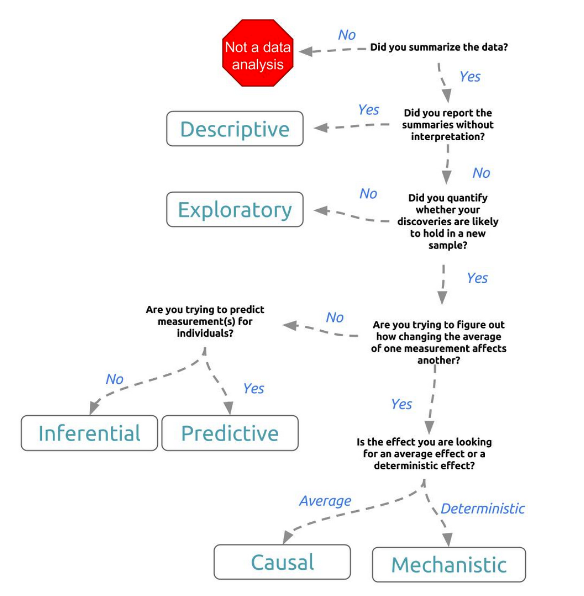 No
Did you summarize the data?
Not a data
analysis
Yes
Yes
Did you report the
summaries without
interpretation?
Descriptive
No
No
Did you quantify
whether your
discoveries are likely
to hold in a new
sample?
Exploratory
Yes
Are you trying to predict
measurement(s) for
individuals?
No
Are you trying to figure out
how changing the average
of one measurement affects
another?
No
Yes
Yes
Inferential
Predictive
Is the effect you are looking
for an average effect or a
deterministic effect?
Average
Deterministic
Causal
Mechanistic